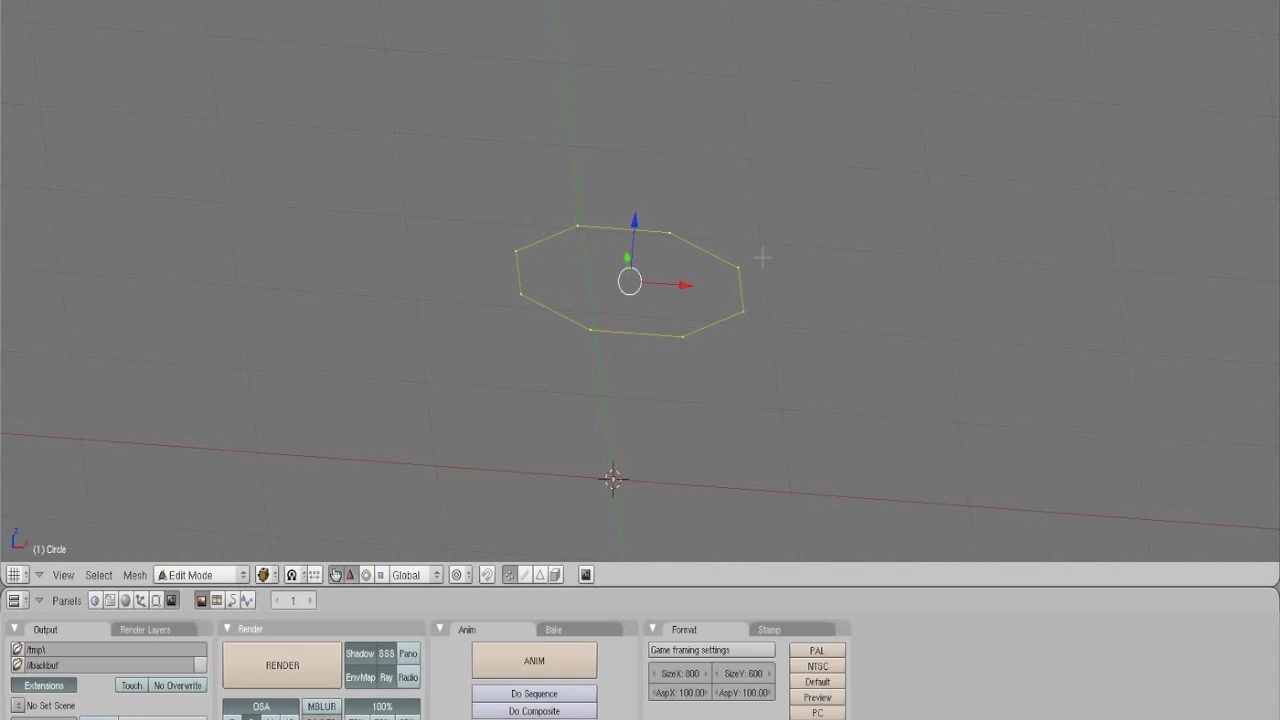 z
x
(1) Circle
View Select Mesh Edit Mode Global
Panels 1
Output Render Layers Render Anim Bake Format Stamp
/tmp\ Game framing settings PAL
//backbuf RENDER Shadow SSS Pano ANIM NTSC
SizeX: 800 SizeY: 600
Extensions Touch No Overwrite EnvMap Ray Radio Default
AspX: 100.00 AspY: 100.00 Do Sequence Preview
No Set Scene OSA MBLUR 100% Do Composite PC